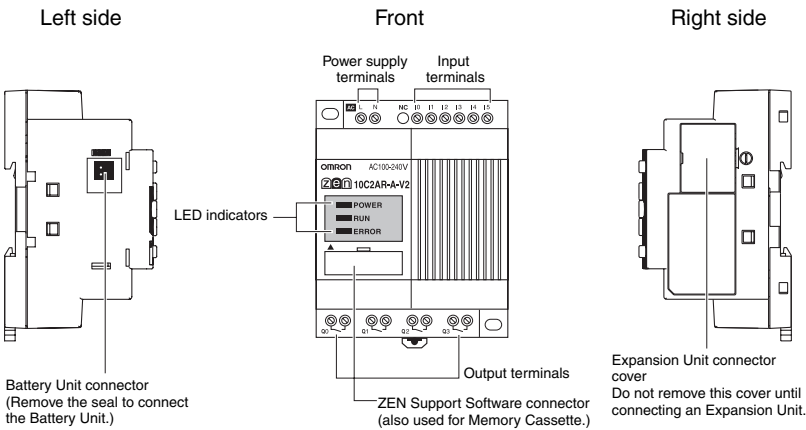 Left side
Front
Right side
Power supply
terminals
Input
terminals
AC L N NC I0 I1 I2 I3 I4 I5
OMRON AC100-240V
zen 10C2AR-A-V2
POWER
RUN
ERROR
LED indicators
Q0 Q1 Q2 Q3
Output terminals
ZEN Support Software connector
(also used for Memory Cassette.)
Battery Unit connector
(Remove the seal to connect
the Battery Unit.)
Expansion Unit connector
cover
Do not remove this cover until
connecting an Expansion Unit.